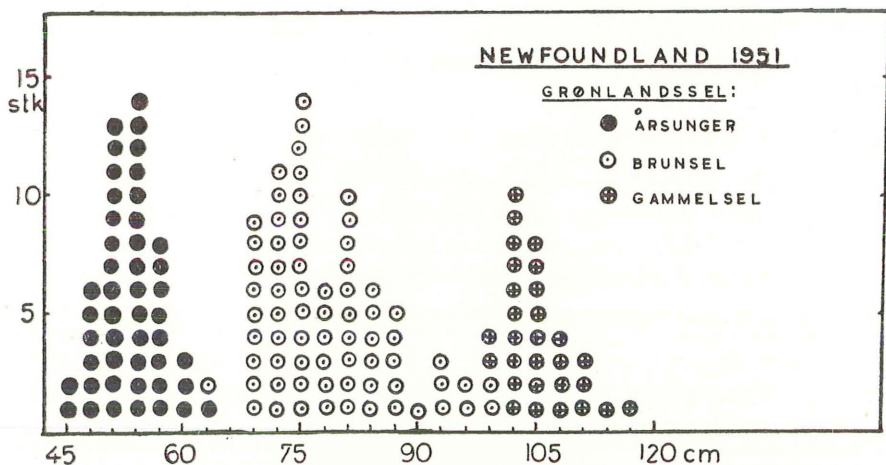 NEWFOUNDLAND 1951
GRØNLANDSSEL:
ÅRSUNGER
BRUNSEL
GAMMELSEL
15
stk
10
5
45 60 75 90 105 120 cm